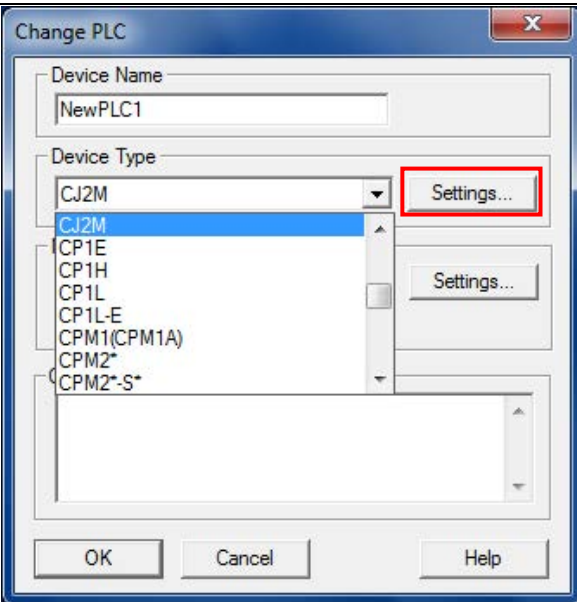 Change PLC
Device Name
NewPLC1
Device Type
CJ2M
Settings...
CJ2M
CP1E
CP1H
CP1L
CP1L-E
CPM1(CPM1A)
CPM2*
CPM2*-S*
Settings...
OK
Cancel
Help